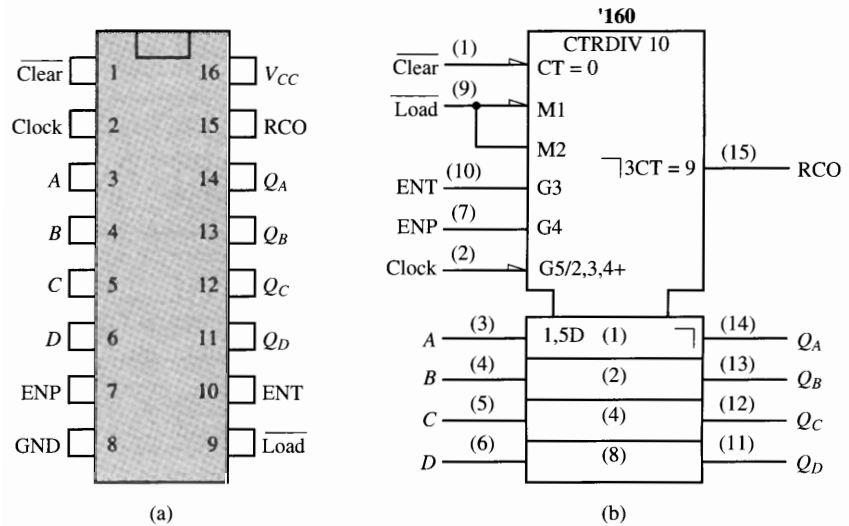 Clear 1 16 VCC
Clock 2 15 RCO
A 3 14 QA
B 4 13 QB
C 5 12 QC
D 6 11 QD
ENP 7 10 ENT
GND 8 9 Load
(a)
'160
CTRDIV 10
Clear (1) CT = 0
Load (9) M1
M2
3CT = 9 (15) RCO
ENT (10) G3
ENP (7) G4
Clock (2) G5/2,3,4+
A (3) 1,5D (1) (14) QA
B (4) (2) (13) QB
C (5) (4) (12) QC
D (6) (8) (11) QD
(b)